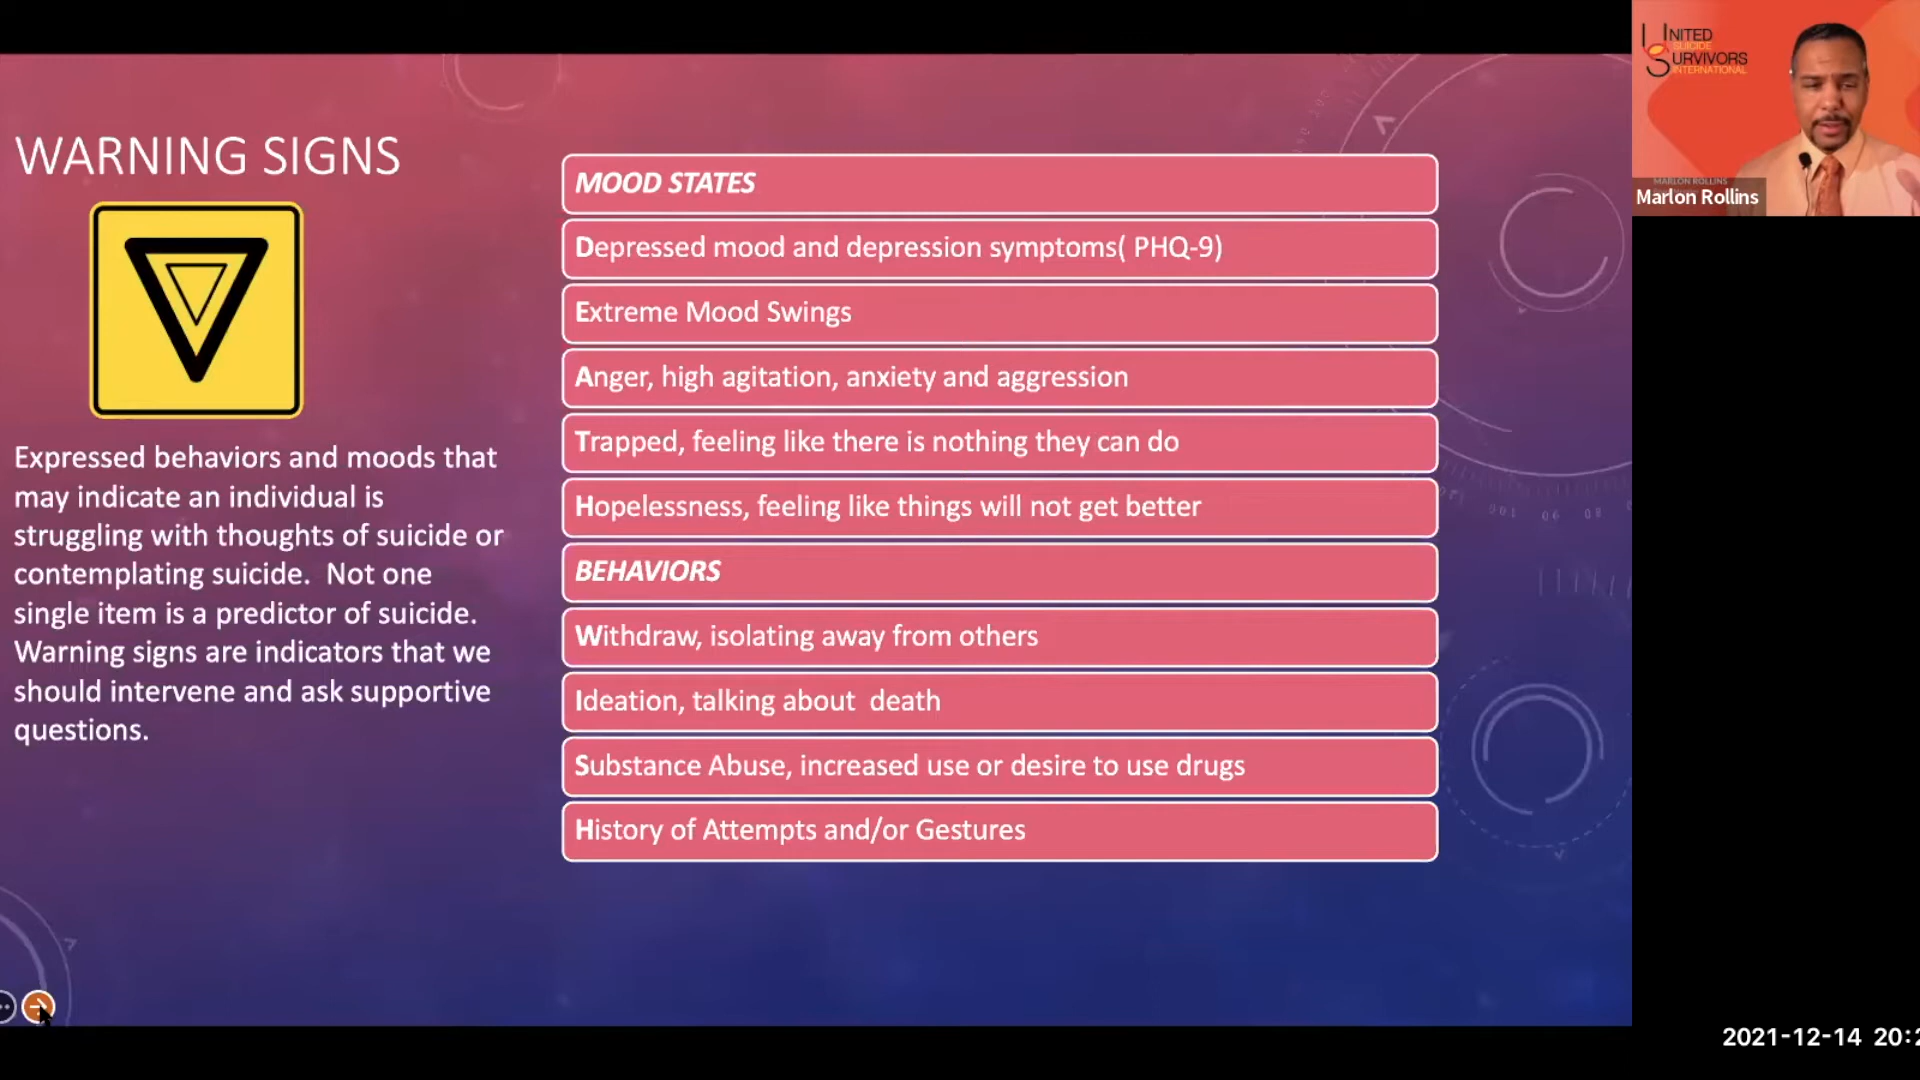 WARNING SIGNS
Expressed behaviors and moods that
may indicate an individual is
struggling with thoughts of suicide or
contemplating suicide.  Not one
single item is a predictor of suicide.
Warning signs are indicators that we
should intervene and ask supportive
questions.
MOOD STATES
Depressed mood and depression symptoms( PHQ-9)
Extreme Mood Swings
Anger, high agitation, anxiety and aggression
Trapped, feeling like there is nothing they can do
Hopelessness, feeling like things will not get better
BEHAVIORS
Withdraw, isolating away from others
Ideation, talking about  death
Substance Abuse, increased use or desire to use drugs
History of Attempts and/or Gestures
UNITED
SUICIDE
SURVIVORS
INTERNATIONAL
MARLON ROLLINS
Marlon Rollins
2021-12-14 20:2